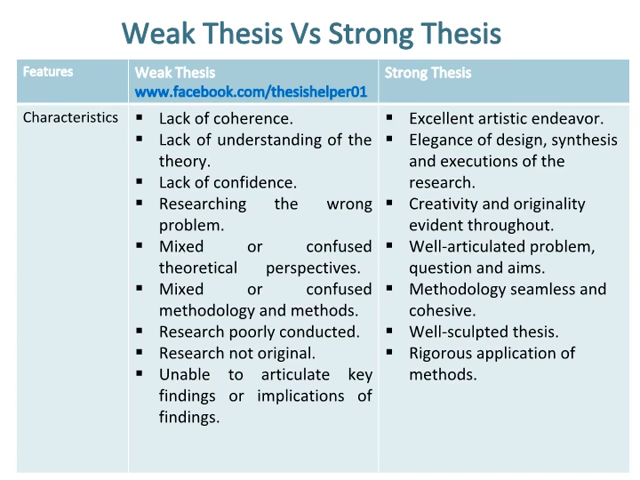 Weak Thesis Vs Strong Thesis
Features
Weak Thesis
www.facebook.com/thesishelper01
Strong Thesis
Characteristics
▪ Lack of coherence.
▪ Lack of understanding of the
theory.
▪ Lack of confidence.
▪ Researching the wrong
problem.
▪ Mixed or confused
theoretical perspectives.
▪ Mixed or confused
methodology and methods.
▪ Research poorly conducted.
▪ Research not original.
▪ Unable to articulate key
findings or implications of
findings.
▪ Excellent artistic endeavor.
▪ Elegance of design, synthesis
and executions of the
research.
▪ Creativity and originality
evident throughout.
▪ Well-articulated problem,
question and aims.
▪ Methodology seamless and
cohesive.
▪ Well-sculpted thesis.
▪ Rigorous application of
methods.